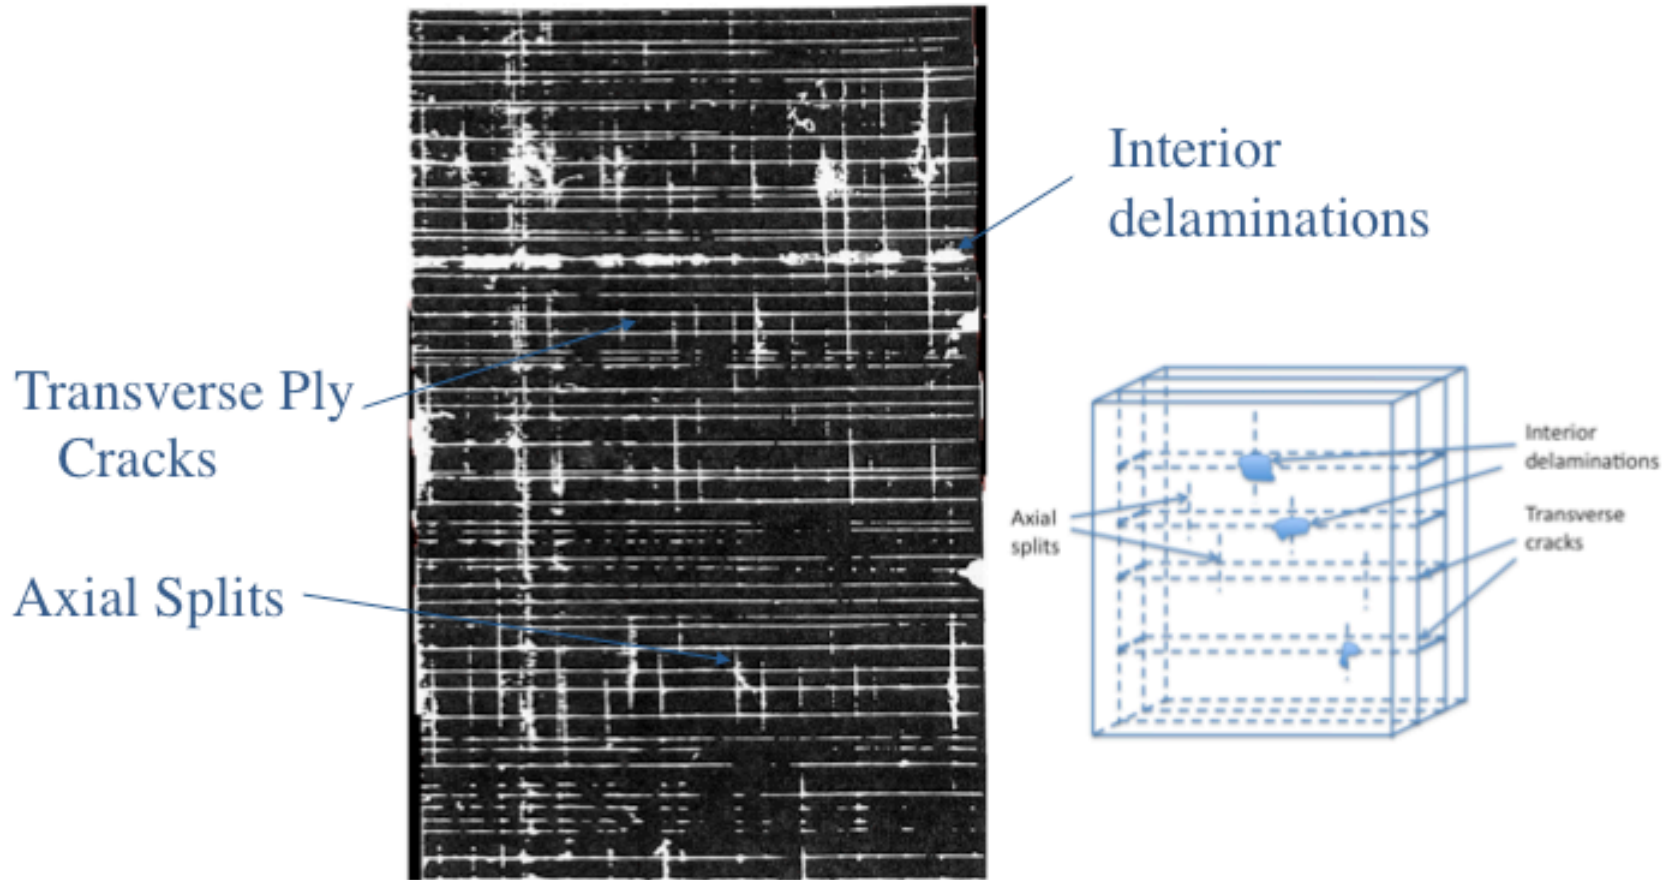 Interior
delaminations
Transverse Ply
Cracks
Axial Splits
Interior
delaminations
Axial
splits
Transverse
cracks